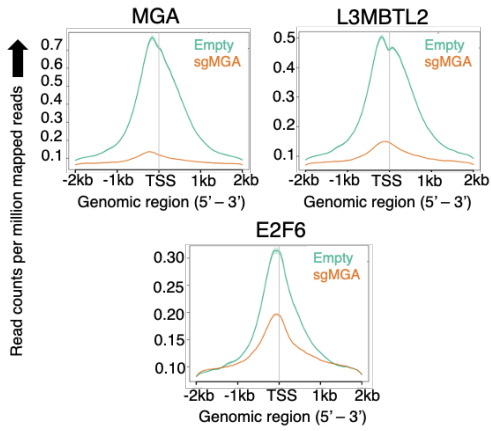 MGA
L3MBTL2
Read counts per million mapped reads
0.7
0.6
0.5
0.4
0.3
0.2
0.1
Empty
sgMGA
-2kb -1kb TSS 1kb 2kb
Genomic region (5' – 3')
0.5
0.4
0.3
0.2
0.1
Empty
sgMGA
-2kb -1kb TSS 1kb 2kb
Genomic region (5' – 3')
E2F6
0.30
0.25
0.20
0.15
0.10
Empty
sgMGA
-2kb -1kb TSS 1kb 2kb
Genomic region (5' – 3')